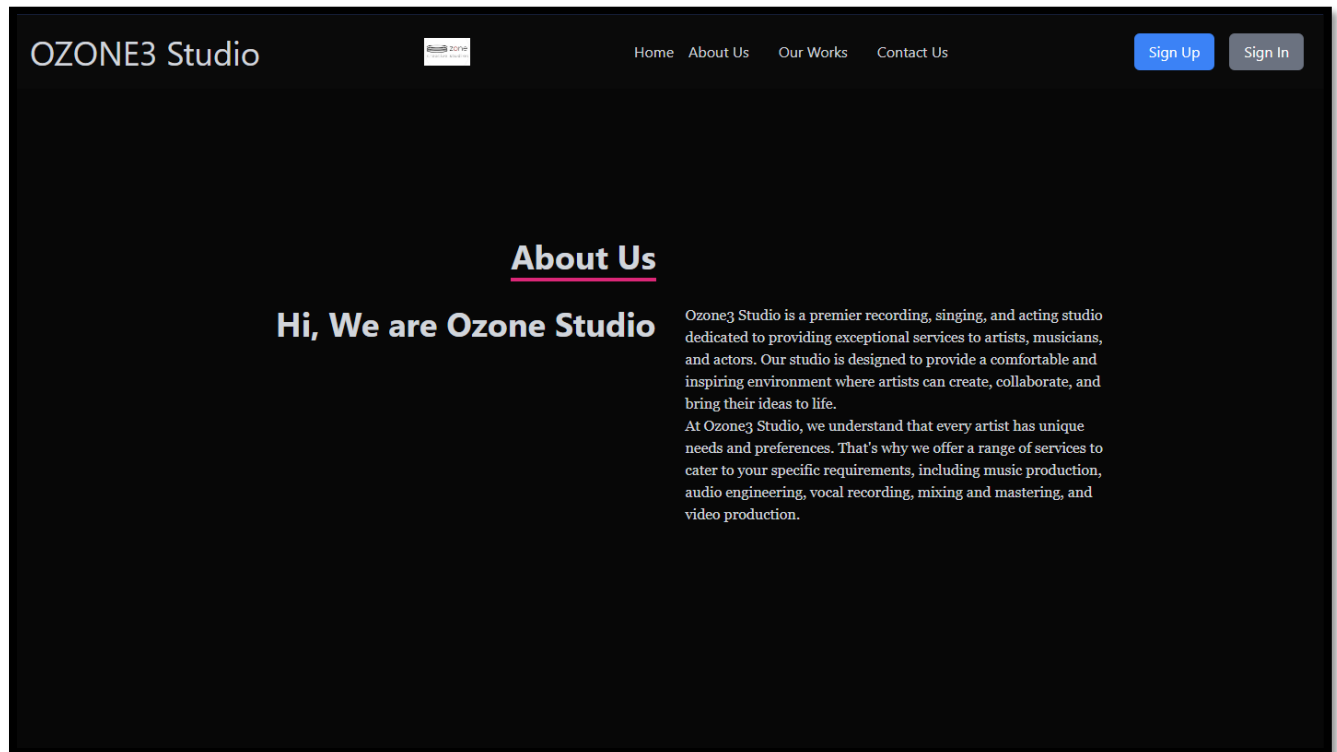 OZONE3 Studio
zone
Home About Us Our Works Contact Us
Sign Up Sign In
About Us
Hi, We are Ozone Studio
Ozone3 Studio is a premier recording, singing, and acting studio
dedicated to providing exceptional services to artists, musicians,
and actors. Our studio is designed to provide a comfortable and
inspiring environment where artists can create, collaborate, and
bring their ideas to life.
At Ozone3 Studio, we understand that every artist has unique
needs and preferences. That's why we offer a range of services to
cater to your specific requirements, including music production,
audio engineering, vocal recording, mixing and mastering, and
video production.